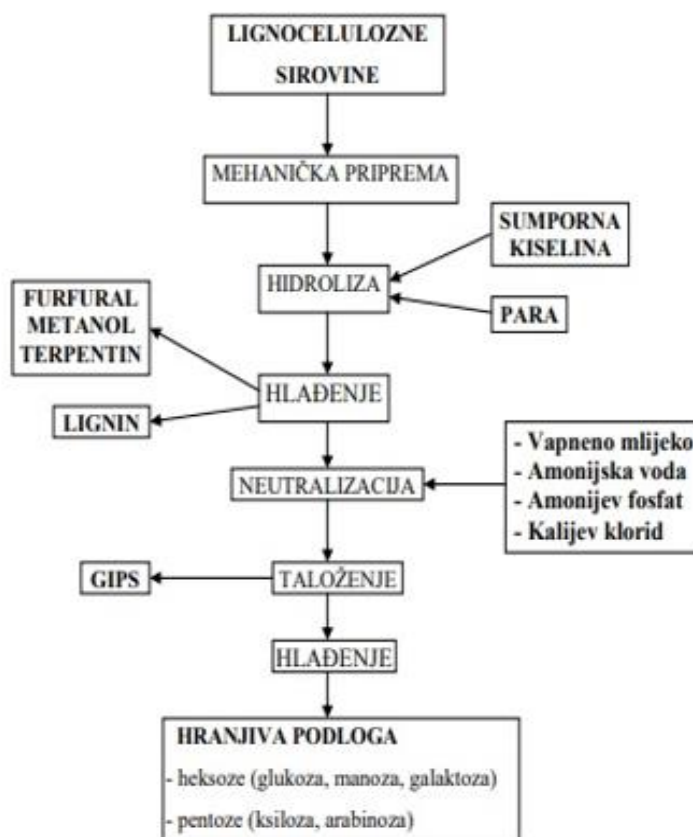 LIGNOCELULOZNE
SIROVINE
MEHANIČKA PRIPREMA
SUMPORNA
KISELINA
HIDROLIZA
PARA
FURFURAL
METANOL
TERPENTIN
HLAĐENJE
LIGNIN
- Vapneno mlijeko
- Amonijska voda
- Amonijev fosfat
- Kalijev klorid
NEUTRALIZACIJA
GIPS
TALOŽENJE
HLAĐENJE
HRANJIVA PODLOGA
- heksoze (glukoza, manoza, galaktoza)
- pentoze (ksiloza, arabinoza)